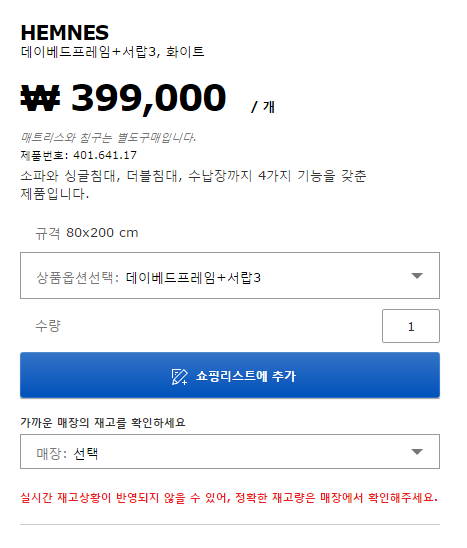 HEMNES
데이베드프레임+서랍3, 화이트
₩ 399,000 / 개
매트리스와 침구는 별도구매입니다.
제품번호: 401.641.17
소파와 싱글침대, 더블침대, 수납장까지 4가지 기능을 갖춘
제품입니다.
규격 80x200 cm
상품옵션선택: 데이베드프레임+서랍3
수량 1
쇼핑리스트에 추가
가까운 매장의 재고를 확인하세요
매장: 선택
실시간 재고상황이 반영되지 않을 수 있어, 정확한 재고량은 매장에서 확인해주세요.